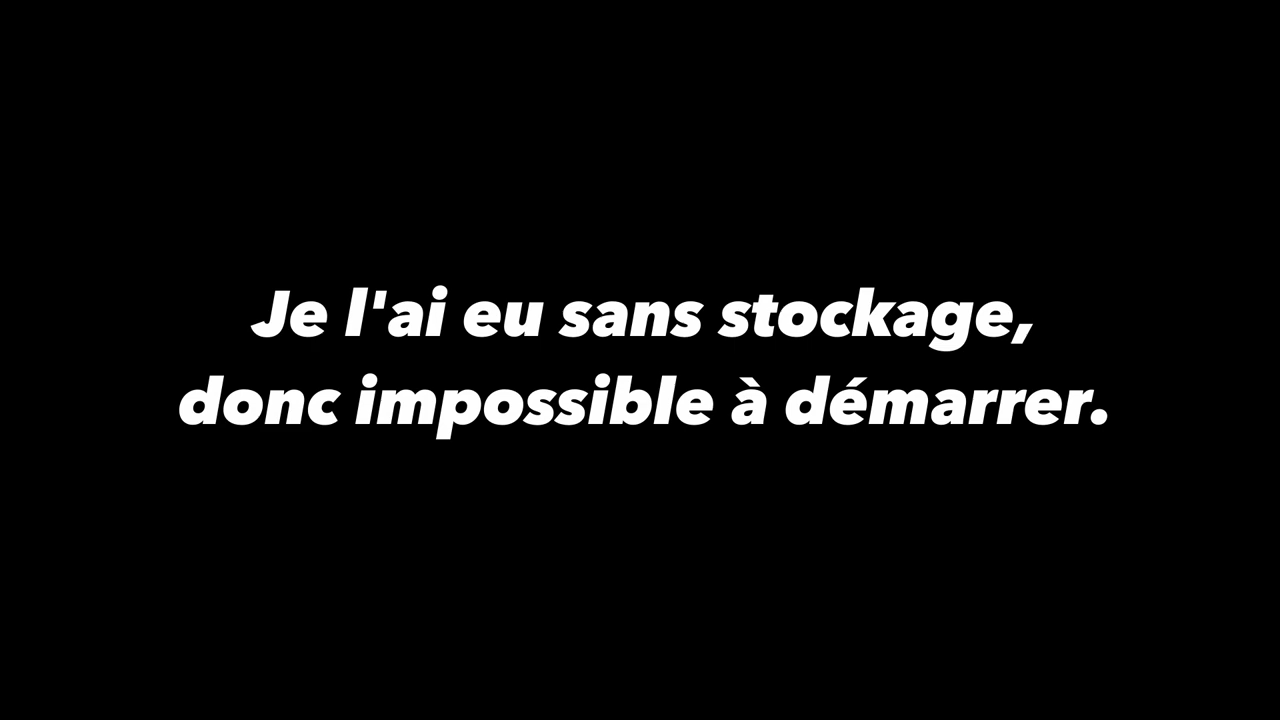 Je l'ai eu sans stockage,
donc impossible à démarrer.